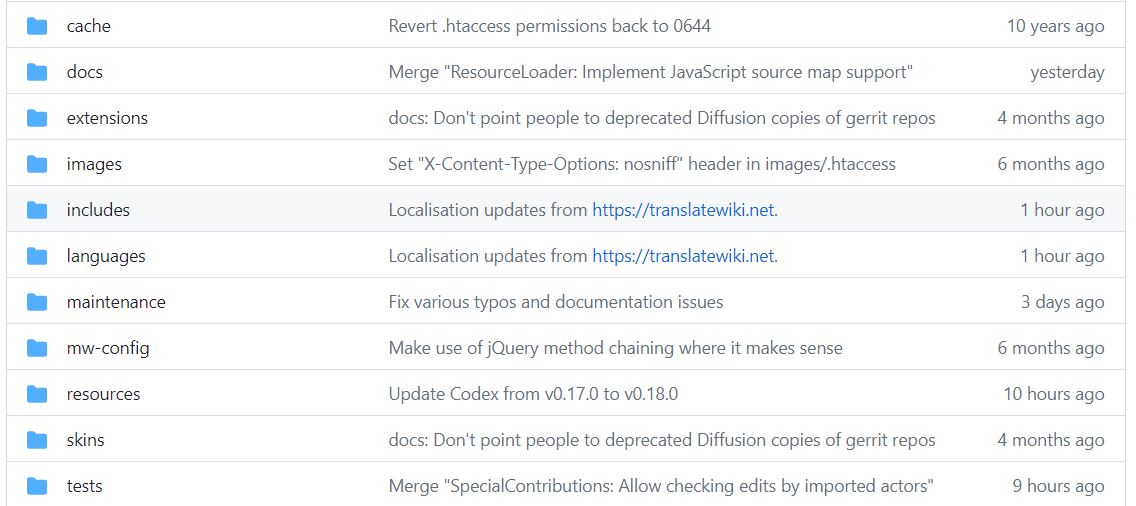 cache Revert .htaccess permissions back to 0644 10 years ago
docs Merge "ResourceLoader: Implement JavaScript source map support" yesterday
extensions docs: Don't point people to deprecated Diffusion copies of gerrit repos 4 months ago
images Set "X-Content-Type-Options: nosniff" header in images/.htaccess 6 months ago
includes Localisation updates from https://translatewiki.net. 1 hour ago
languages Localisation updates from https://translatewiki.net. 1 hour ago
maintenance Fix various typos and documentation issues 3 days ago
mw-config Make use of jQuery method chaining where it makes sense 6 months ago
resources Update Codex from v0.17.0 to v0.18.0 10 hours ago
skins docs: Don't point people to deprecated Diffusion copies of gerrit repos 4 months ago
tests Merge "SpecialContributions: Allow checking edits by imported actors" 9 hours ago